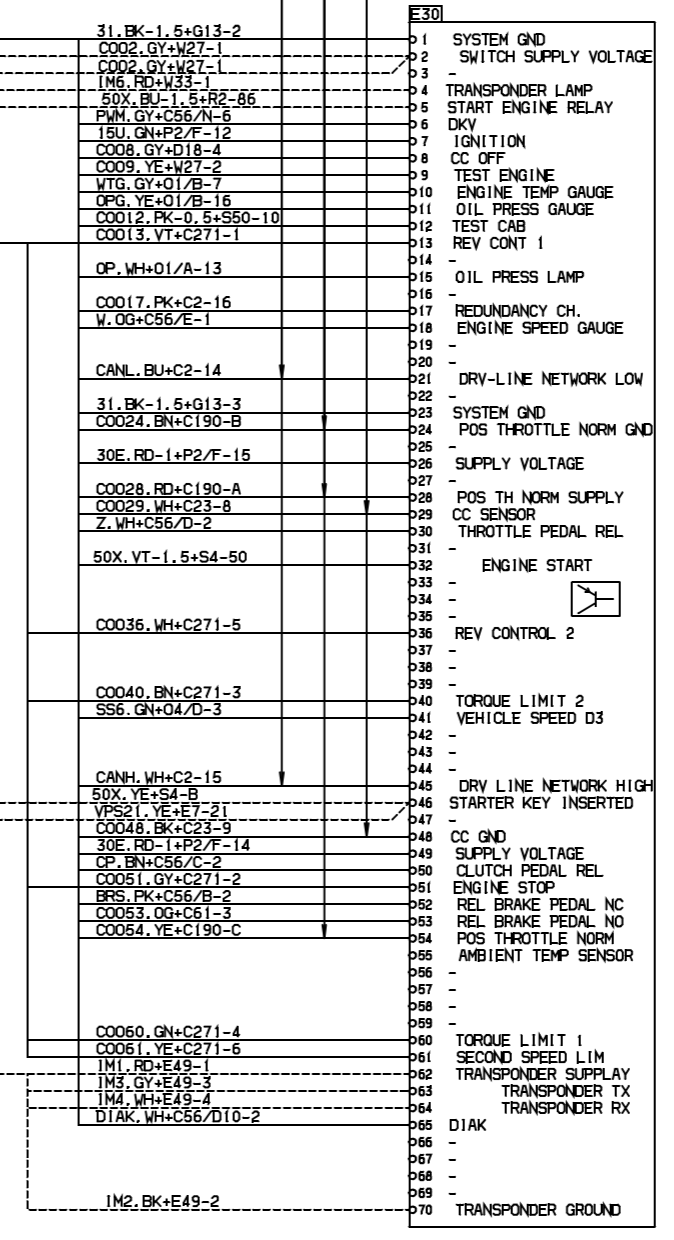 E30
31.BK-1.5+G13-2 1 SYSTEM GND
COO2.GY+W27-1 2 SWITCH SUPPLY VOLTAGE
COO2.GY+W27-1 3 -
IM6.RD+W33-1 4 TRANSPONDER LAMP
50X.BU-1.5+R2-86 5 START ENGINE RELAY
PWM.GY+C56/N-6 6 DKV
15U.GN+P2/F-12 7 IGNITION
COO8.GY+D18-4 8 CC OFF
COO9.YE+W27-2 9 TEST ENGINE
WTG.GY+O1/B-7 10 ENGINE TEMP GAUGE
OPG.YE+O1/B-16 11 OIL PRESS GAUGE
COO12.PK-0.5+S50-10 12 TEST CAB
COO13.VT+C271-1 13 REV CONT 1
14 -
OP.WH+O1/A-13 15 OIL PRESS LAMP
16 -
COO17.PK+C2-16 17 REDUNDANCY CH.
W.OG+C56/E-1 18 ENGINE SPEED GAUGE
19 -
20 -
CANL.BU+C2-14 21 DRV-LINE NETWORK LOW
22 -
31.BK-1.5+G13-3 23 SYSTEM GND
COO24.BN+C190-B 24 POS THROTTLE NORM GND
25 -
30E.RD-1+P2/F-15 26 SUPPLY VOLTAGE
27 -
COO28.RD+C190-A 28 POS TH NORM SUPPLY
COO29.WH+C23-8 29 CC SENSOR
Z.WH+C56/D-2 30 THROTTLE PEDAL REL
31 -
50X.VT-1.5+S4-50 32 ENGINE START
33 -
34 -
35 -
COO36.WH+C271-5 36 REV CONTROL 2
37 -
38 -
39 -
COO40.BN+C271-3 40 TORQUE LIMIT 2
SS6.GN+O4/D-3 41 VEHICLE SPEED D3
42 -
43 -
44 -
CANH.WH+C2-15 45 DRV LINE NETWORK HIGH
50X.YE+S4-B 46 STARTER KEY INSERTED
VPS21.YE+E7-21 47 -
COO48.BK+C23-9 48 CC GND
30E.RD-1+P2/F-14 49 SUPPLY VOLTAGE
CP.BN+C56/C-2 50 CLUTCH PEDAL REL
COO51.GY+C271-2 51 ENGINE STOP
BRS.PK+C56/B-2 52 REL BRAKE PEDAL NC
COO53.OG+C61-3 53 REL BRAKE PEDAL NO
COO54.YE+C190-C 54 POS THROTTLE NORM
55 AMBIENT TEMP SENSOR
56 -
57 -
58 -
59 -
COO60.GN+C271-4 60 TORQUE LIMIT 1
COO61.YE+C271-6 61 SECOND SPEED LIM
IM1.RD+E49-1 62 TRANSPONDER SUPPLAY
IM3.GY+E49-3 63 TRANSPONDER TX
IM4.WH+E49-4 64 TRANSPONDER RX
DIAK.WH+C56/D10-2 65 DIAK
66 -
67 -
68 -
69 -
IM2.BK+E49-2 70 TRANSPONDER GROUND